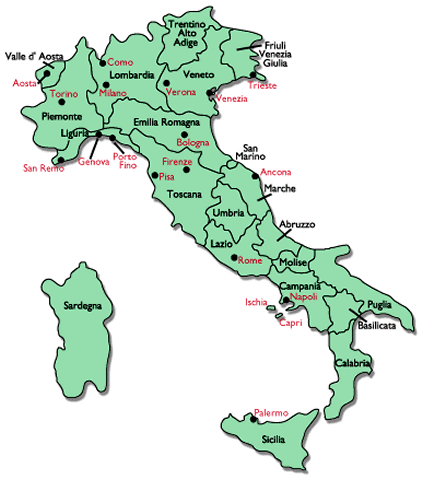 Trentino
Alto
Adige
Friuli
Venezia
Giulia
Valle d' Aosta
Como
Lombardia
Veneto
Aosta
Torino
Milano
Verona
Venezia
Trieste
Piemonte
Emilia Romagna
Liguria
Bologna
San Remo
Genova
Porto
Fino
Firenze
Pisa
San
Marino
Ancona
Toscana
Marche
Umbria
Abruzzo
Lazio
Rome
Molise
Campania
Ischia
Napoli
Puglia
Capri
Basilicata
Sardegna
Calabria
Palermo
Sicilia